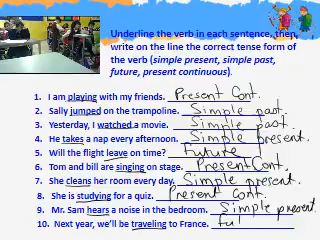 Underline the verb in each sentence, then
write on the line the correct tense form of
the verb (simple present, simple past,
future, present continuous).
1. I am playing with my friends. Present Cont.
2. Sally jumped on the trampoline. Simple past.
3. Yesterday, I watched a movie. Simple past.
4. He takes a nap every afternoon. Simple present.
5. Will the flight leave on time? Future
6. Tom and bill are singing on stage. Present Cont.
7. She cleans her room every day. Simple present.
8. She is studying for a quiz. Present Cont.
9. Mr. Sam hears a noise in the bedroom. Simple present
10. Next year, we'll be traveling to France. Fut